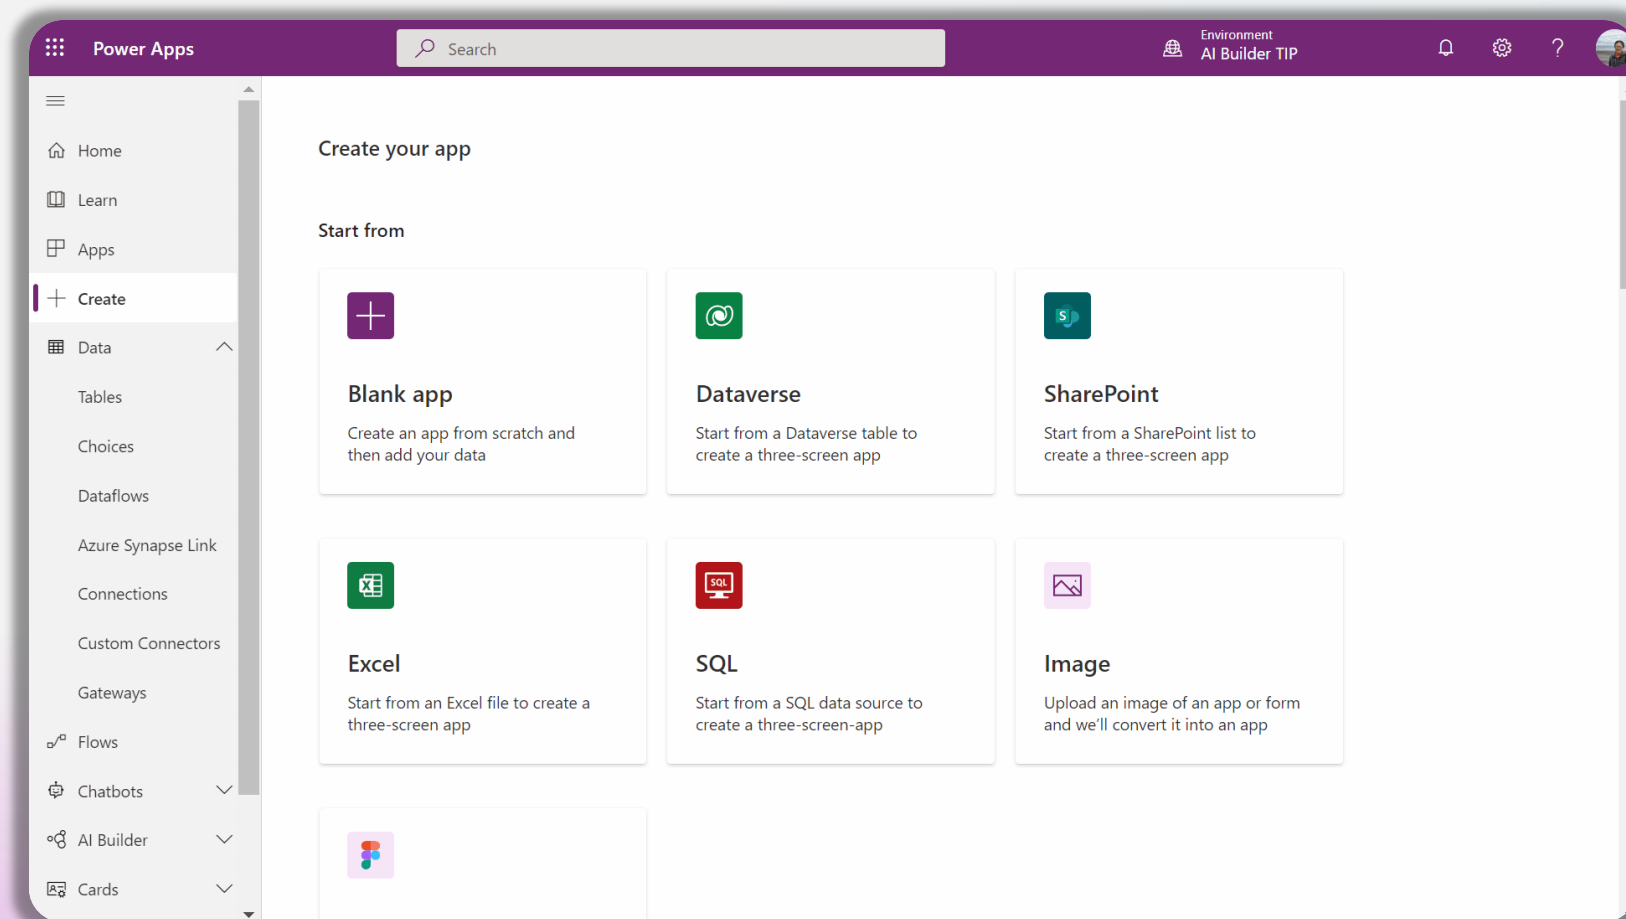 Power Apps
Search
Environment
AI Builder TIP
Home
Learn
Apps
Create
Data
Tables
Choices
Dataflows
Azure Synapse Link
Connections
Custom Connectors
Gateways
Flows
Chatbots
AI Builder
Cards
Create your app
Start from
Blank app
Create an app from scratch and
then add your data
Dataverse
Start from a Dataverse table to
create a three-screen app
S
SharePoint
Start from a SharePoint list to
create a three-screen app
X
Excel
Start from an Excel file to create a
three-screen app
SQL
SQL
Start from a SQL data source to
create a three-screen-app
Image
Upload an image of an app or form
and we'll convert it into an app